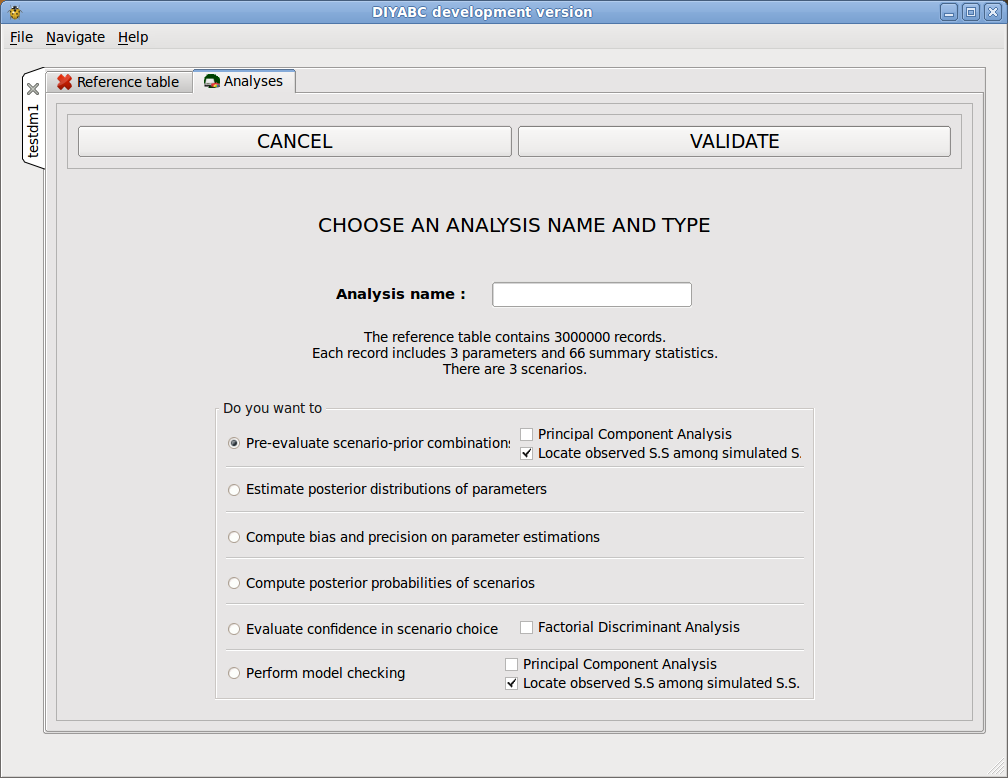 DIYABC development version
File Navigate Help
testdm1
Reference table
Analyses
CANCEL
VALIDATE
CHOOSE AN ANALYSIS NAME AND TYPE
Analysis name :
The reference table contains 3000000 records.
Each record includes 3 parameters and 66 summary statistics.
There are 3 scenarios.
Do you want to
Pre-evaluate scenario-prior combinations
Principal Component Analysis
Locate observed S.S among simulated S.
Estimate posterior distributions of parameters
Compute bias and precision on parameter estimations
Compute posterior probabilities of scenarios
Evaluate confidence in scenario choice
Factorial Discriminant Analysis
Perform model checking
Principal Component Analysis
Locate observed S.S among simulated S.S.